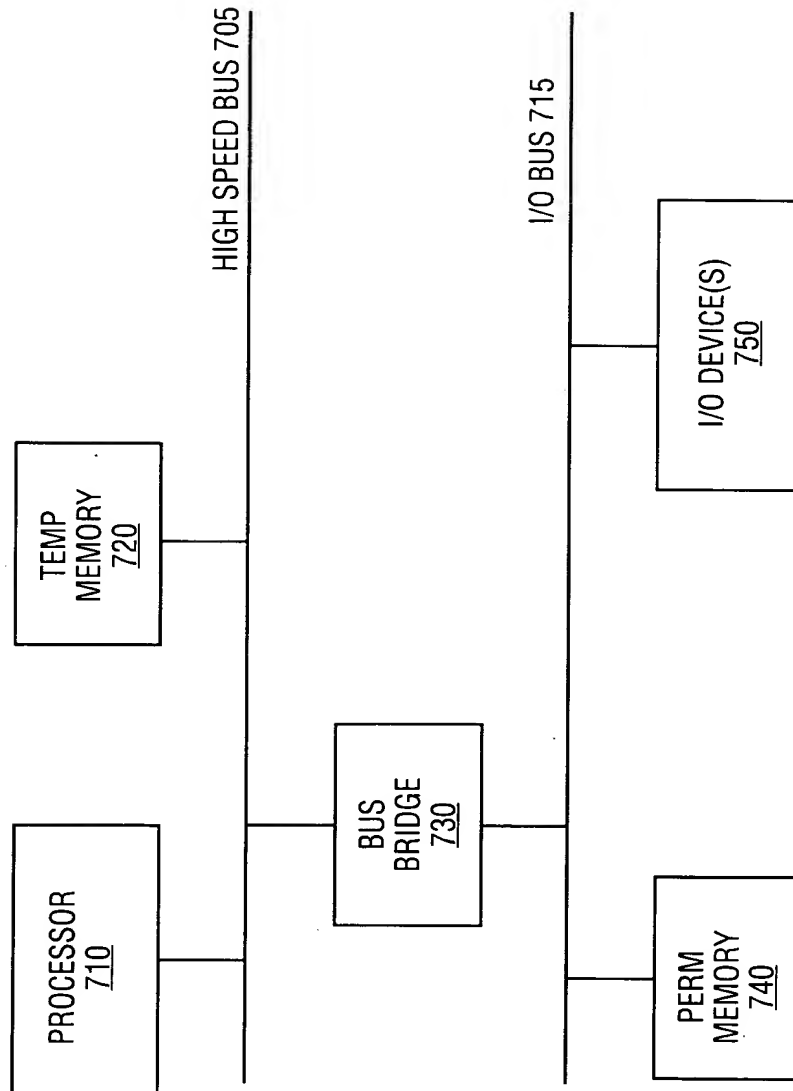 PROCESSOR
710
TEMP
MEMORY
720
HIGH SPEED BUS 705
BUS
BRIDGE
730
I/O BUS 715
PERM
MEMORY
740
I/O DEVICE(S)
750